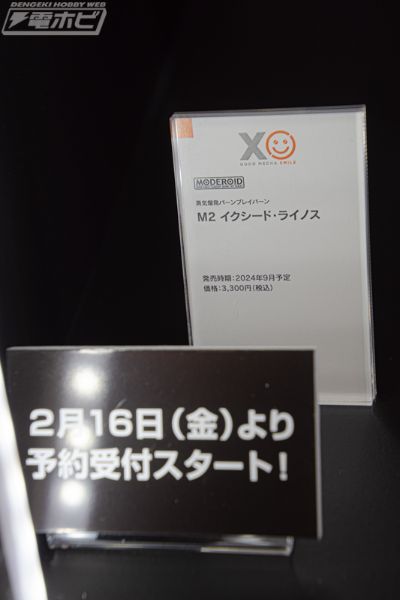 DENGEKI HOBBY WEB
電ホビ
XO
GOOD MECHA SMILE
MODEROID
勇気爆発バーンブレイバーン
M2 イクシード・ライノス
発売時期:2024年9月予定
価格:3,300円(税込)
2月16日(金)より
予約受付スタート!